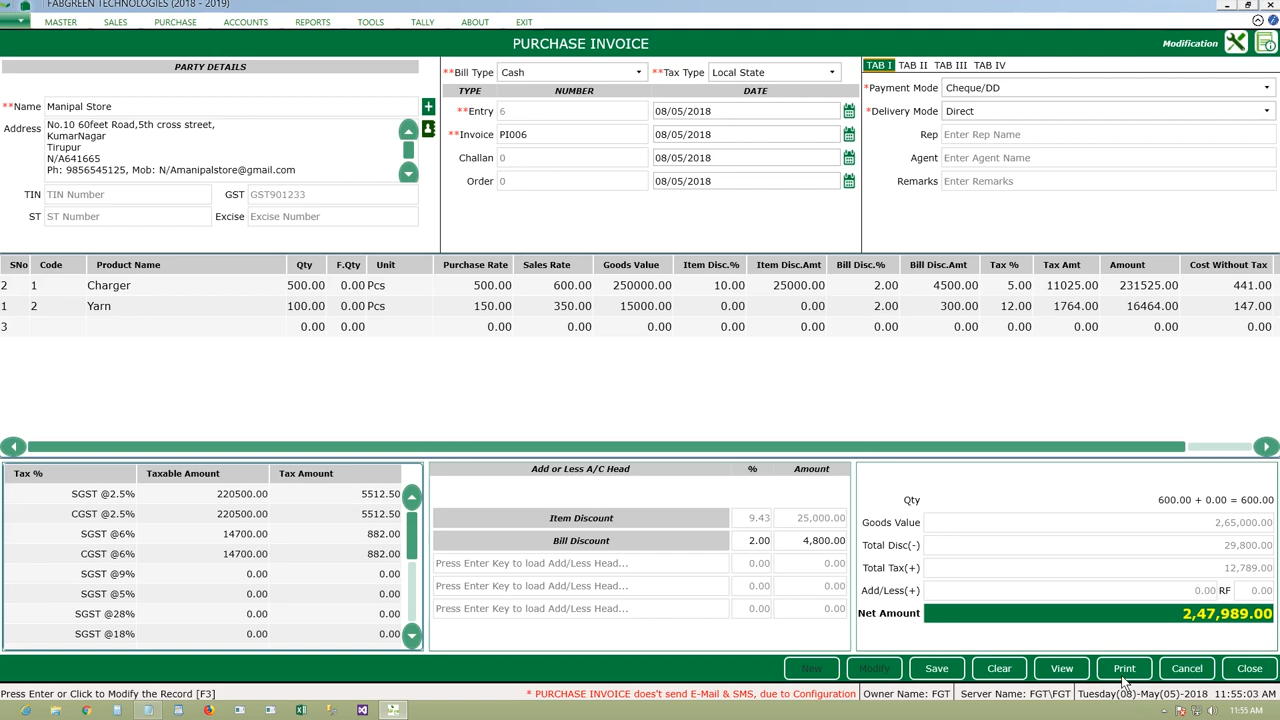 FABGREEN TECHNOLOGIES (2018 - 2019)
MASTER SALES PURCHASE ACCOUNTS REPORTS TOOLS TALLY ABOUT EXIT
PURCHASE INVOICE
Modification
PARTY DETAILS
**Name Manipal Store
Address No.10 60feet Road,5th cross street,
KumarNagar
Tirupur
N/A641665
Ph: 9856545125, Mob: N/Amanipalstore@gmail.com
TIN TIN Number GST GST901233
ST ST Number Excise Excise Number
**Bill Type Cash **Tax Type Local State
TYPE NUMBER DATE
**Entry 6 08/05/2018
**Invoice PI006 08/05/2018
Challan 0 08/05/2018
Order 0 08/05/2018
TAB I TAB II TAB III TAB IV
*Payment Mode Cheque/DD
*Delivery Mode Direct
Rep Enter Rep Name
Agent Enter Agent Name
Remarks Enter Remarks
SNo Code Product Name Qty F.Qty Unit Purchase Rate Sales Rate Goods Value Item Disc.% Item Disc.Amt Bill Disc.% Bill Disc.Amt Tax % Tax Amt Amount Cost Without Tax
2 1 Charger 500.00 0.00 Pcs 500.00 600.00 250000.00 10.00 25000.00 2.00 4500.00 5.00 11025.00 231525.00 441.00
1 2 Yarn 100.00 0.00 Pcs 150.00 350.00 15000.00 0.00 0.00 2.00 300.00 12.00 1764.00 16464.00 147.00
3 0.00 0.00 0.00 0.00 0.00 0.00 0.00 0.00 0.00 0.00 0.00 0.00 0.00
Tax % Taxable Amount Tax Amount
SGST @2.5% 220500.00 5512.50
CGST @2.5% 220500.00 5512.50
SGST @6% 14700.00 882.00
CGST @6% 14700.00 882.00
SGST @9% 0.00 0.00
SGST @5% 0.00 0.00
SGST @28% 0.00 0.00
SGST @18% 0.00 0.00
Add or Less A/C Head % Amount
Item Discount 9.43 25,000.00
Bill Discount 2.00 4,800.00
Press Enter Key to load Add/Less Head... 0.00 0.00
Press Enter Key to load Add/Less Head... 0.00 0.00
Press Enter Key to load Add/Less Head... 0.00 0.00
Qty 600.00 + 0.00 = 600.00
Goods Value 2,65,000.00
Total Disc(-) 29,800.00
Total Tax(+) 12,789.00
Add/Less(+) 0.00 RF 0.00
Net Amount 2,47,989.00
New Modify Save Clear View Print Cancel Close
Press Enter or Click to Modify the Record [F3] * PURCHASE INVOICE does't send E-Mail & SMS, due to Configuration Owner Name: FGT Server Name: FGT\FGT Tuesday(08)-May(05)-2018 11:55:03 AM
11:55 AM